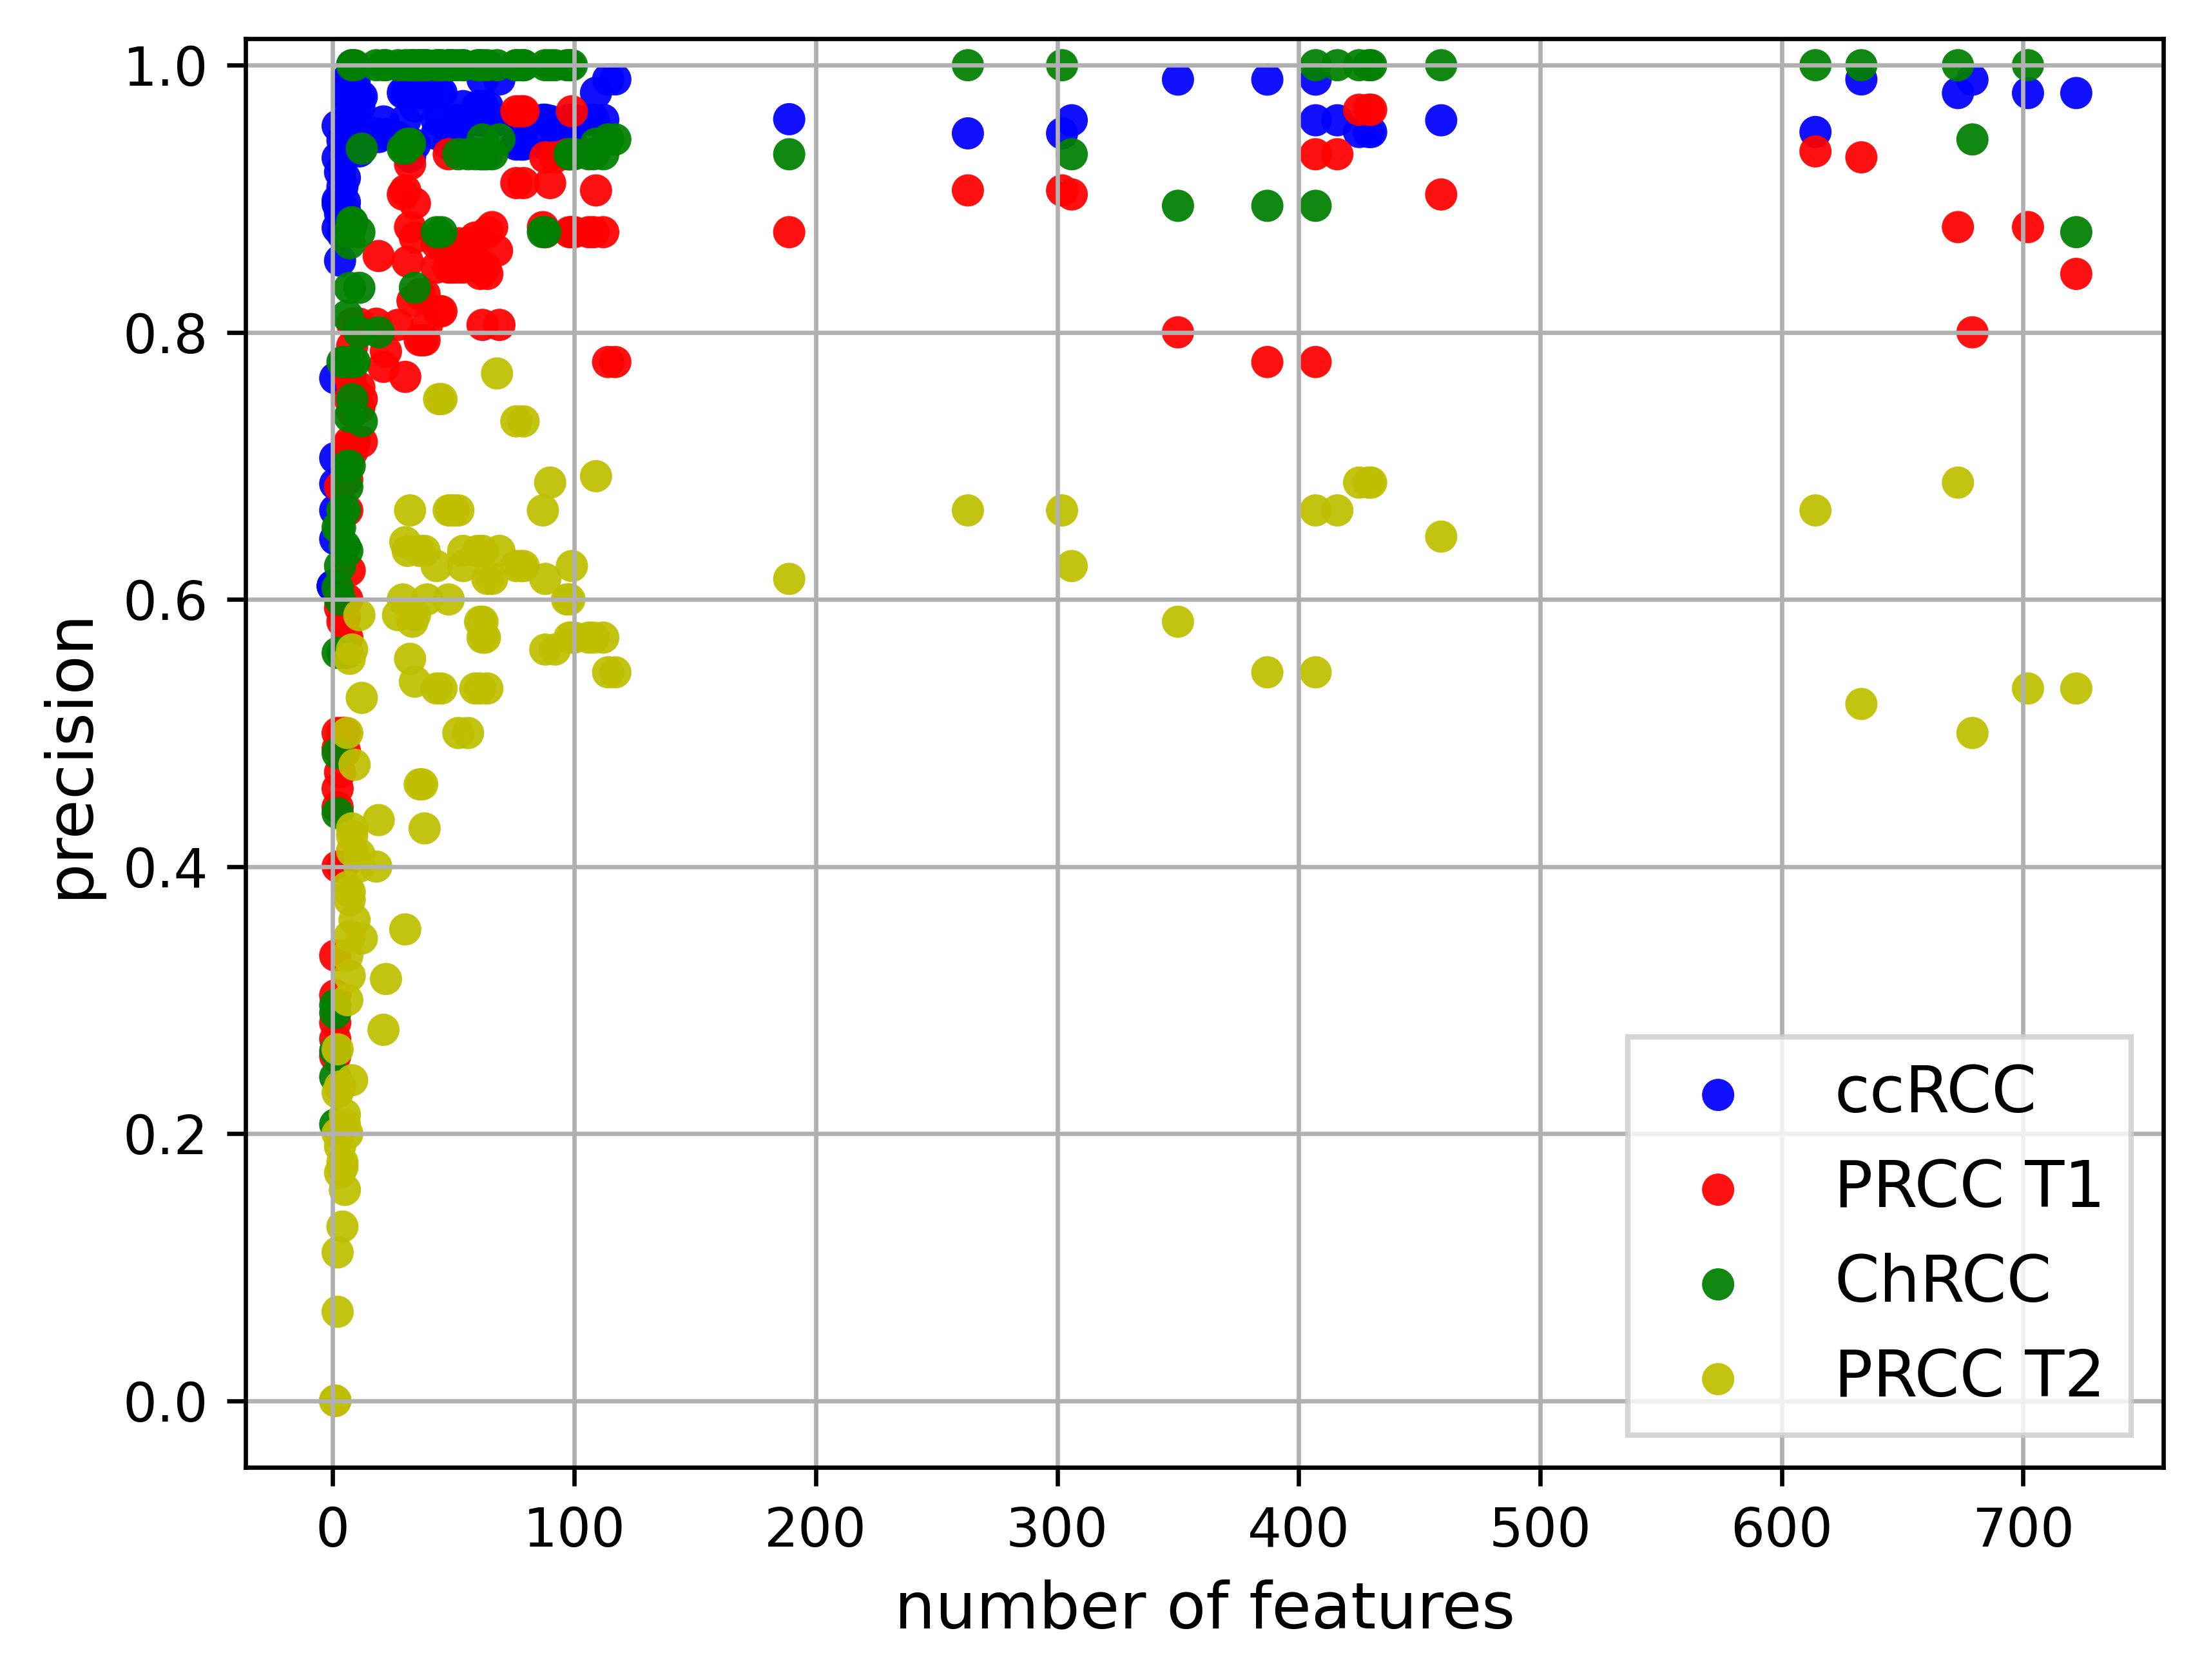 1.0
0.8
0.6
0.4
0.2
0.0
precision
0 100 200 300 400 500 600 700
number of features
ccRCC
PRCC T1
ChRCC
PRCC T2